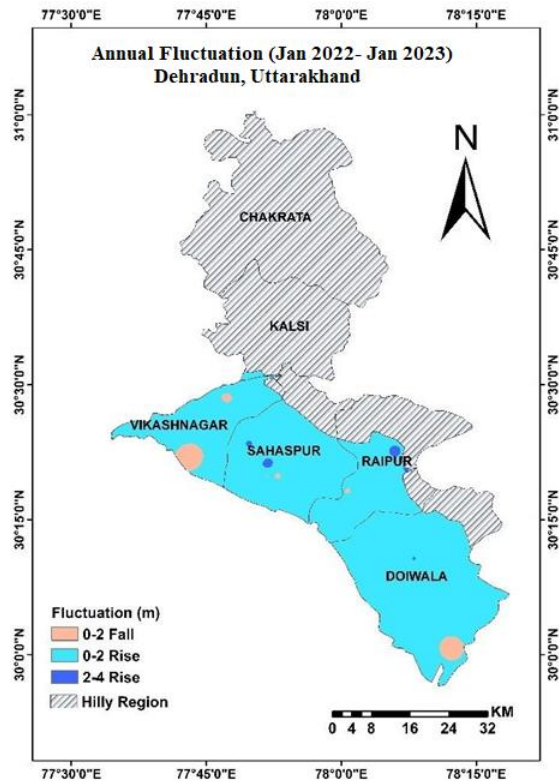 77°30'0"E 77°45'0"E 78°0'0"E 78°15'0"E
Annual Fluctuation (Jan 2022- Jan 2023)
Dehradun, Uttarakhand
31°0'0"N
31°0'0"N
N
CHAKRATA
30°45'0"N
30°45'0"N
KALSI
30°30'0"N
30°30'0"N
VIKASHNAGAR
SAHASPUR
RAIPUR
30°15'0"N
30°15'0"N
DOIWALA
Fluctuation (m)
0-2 Fall
0-2 Rise
2-4 Rise
Hilly Region
30°0'0"N
30°0'0"N
KM
0 2 4 8 16 24 32
77°30'0"E 77°45'0"E 78°0'0"E 78°15'0"E